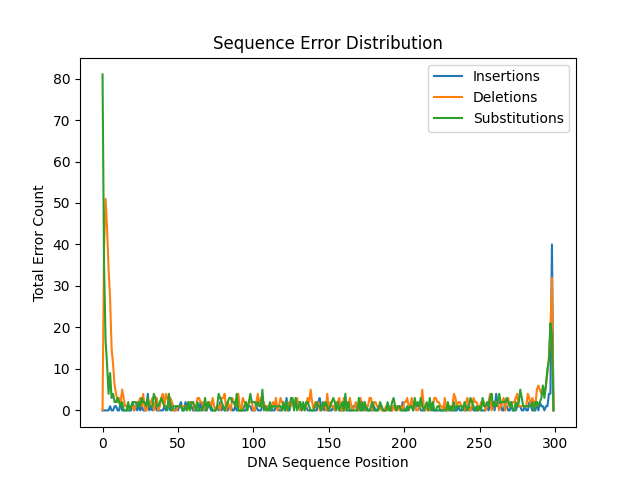 Sequence Error Distribution
Insertions
Deletions
Substitutions
Total Error Count
80
70
60
50
40
30
20
10
0
0
50
100
150
200
250
300
DNA Sequence Position